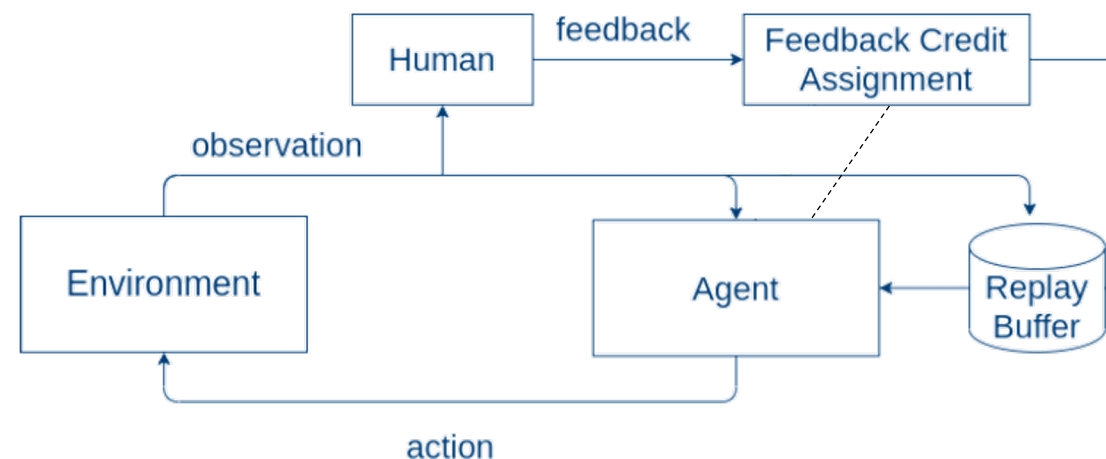 feedback
Human
Feedback Credit
Assignment
observation
Environment
Agent
Replay
Buffer
action